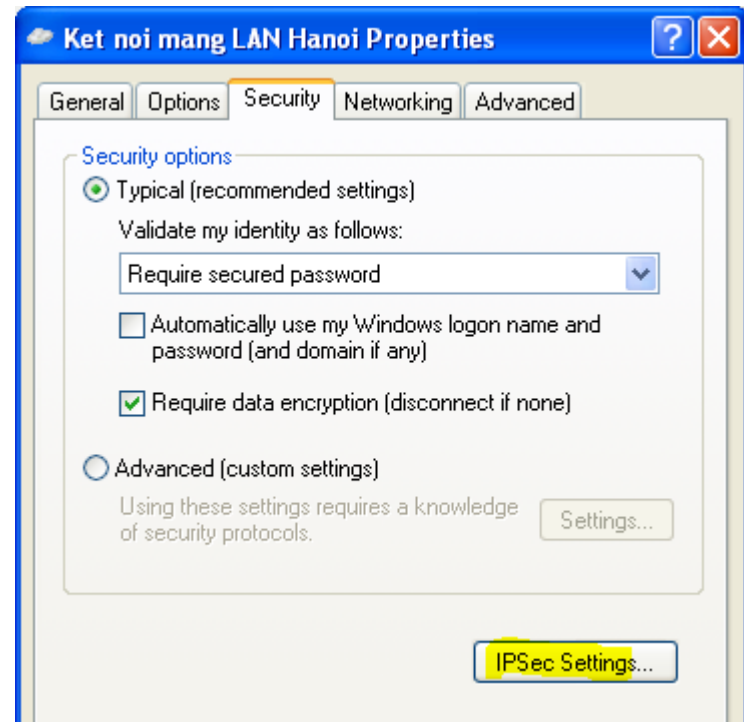 Ket noi mang LAN Hanoi Properties
General Options Security Networking Advanced
Security options
Typical (recommended settings)
Validate my identity as follows:
Require secured password
Automatically use my Windows logon name and
password (and domain if any)
Require data encryption (disconnect if none)
Advanced (custom settings)
Using these settings requires a knowledge
of security protocols.
Settings...
IPSec Settings...